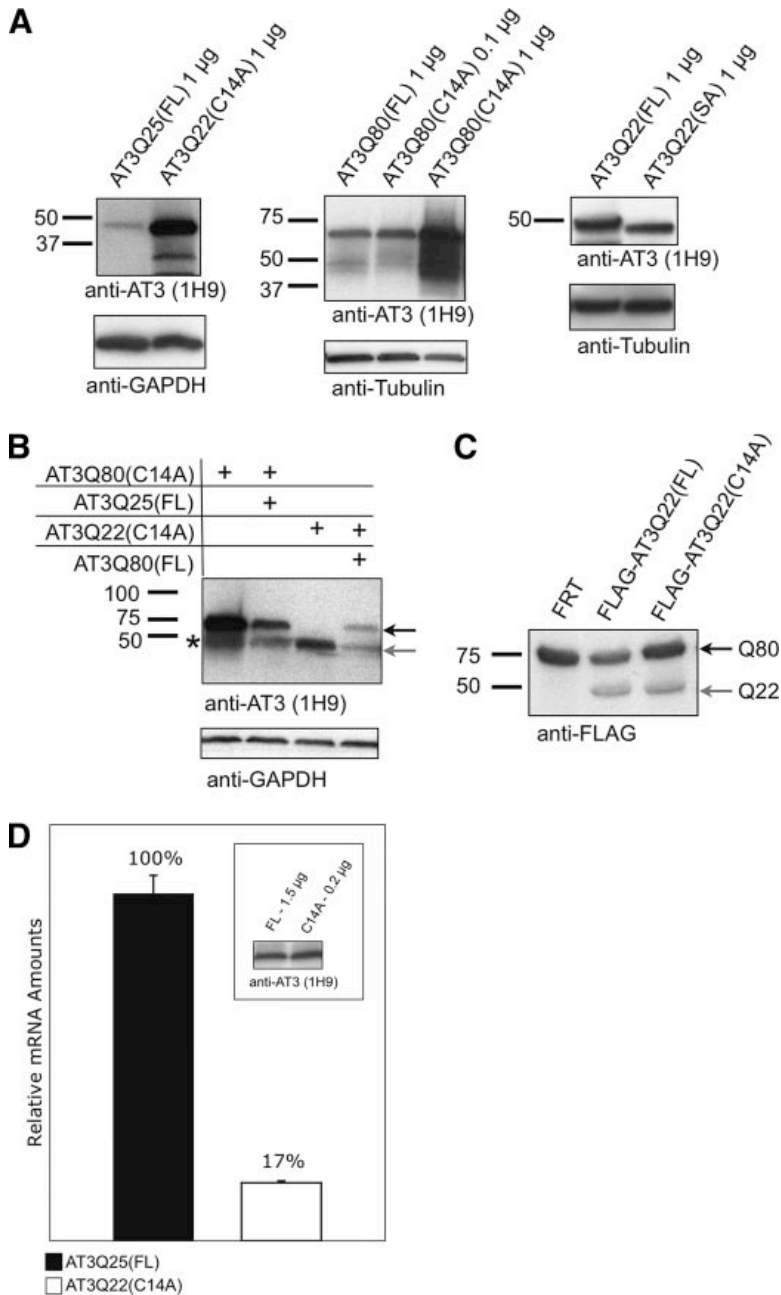 A
AT3Q25(FL) 1 µg
AT3Q22(C14A) 1 µg
50
37
anti-AT3 (1H9)
anti-GAPDH
AT3Q80(FL) 1 µg
AT3Q80(C14A) 0.1 µg
AT3Q80(C14A) 1 µg
75
50
37
anti-AT3 (1H9)
anti-Tubulin
AT3Q22(FL) 1 µg
AT3Q22(SA) 1 µg
50
anti-AT3 (1H9)
anti-Tubulin
B
AT3Q80(C14A) + +
AT3Q25(FL) +
AT3Q22(C14A) + +
AT3Q80(FL) +
100
75
50
*
anti-AT3 (1H9)
anti-GAPDH
C
FRT
FLAG-AT3Q22(FL)
FLAG-AT3Q22(C14A)
75
50
Q80
Q22
anti-FLAG
D
Relative mRNA Amounts
100%
17%
FL - 1.5 µg
C14A - 0.2 µg
anti-AT3 (1H9)
AT3Q25(FL)
AT3Q22(C14A)